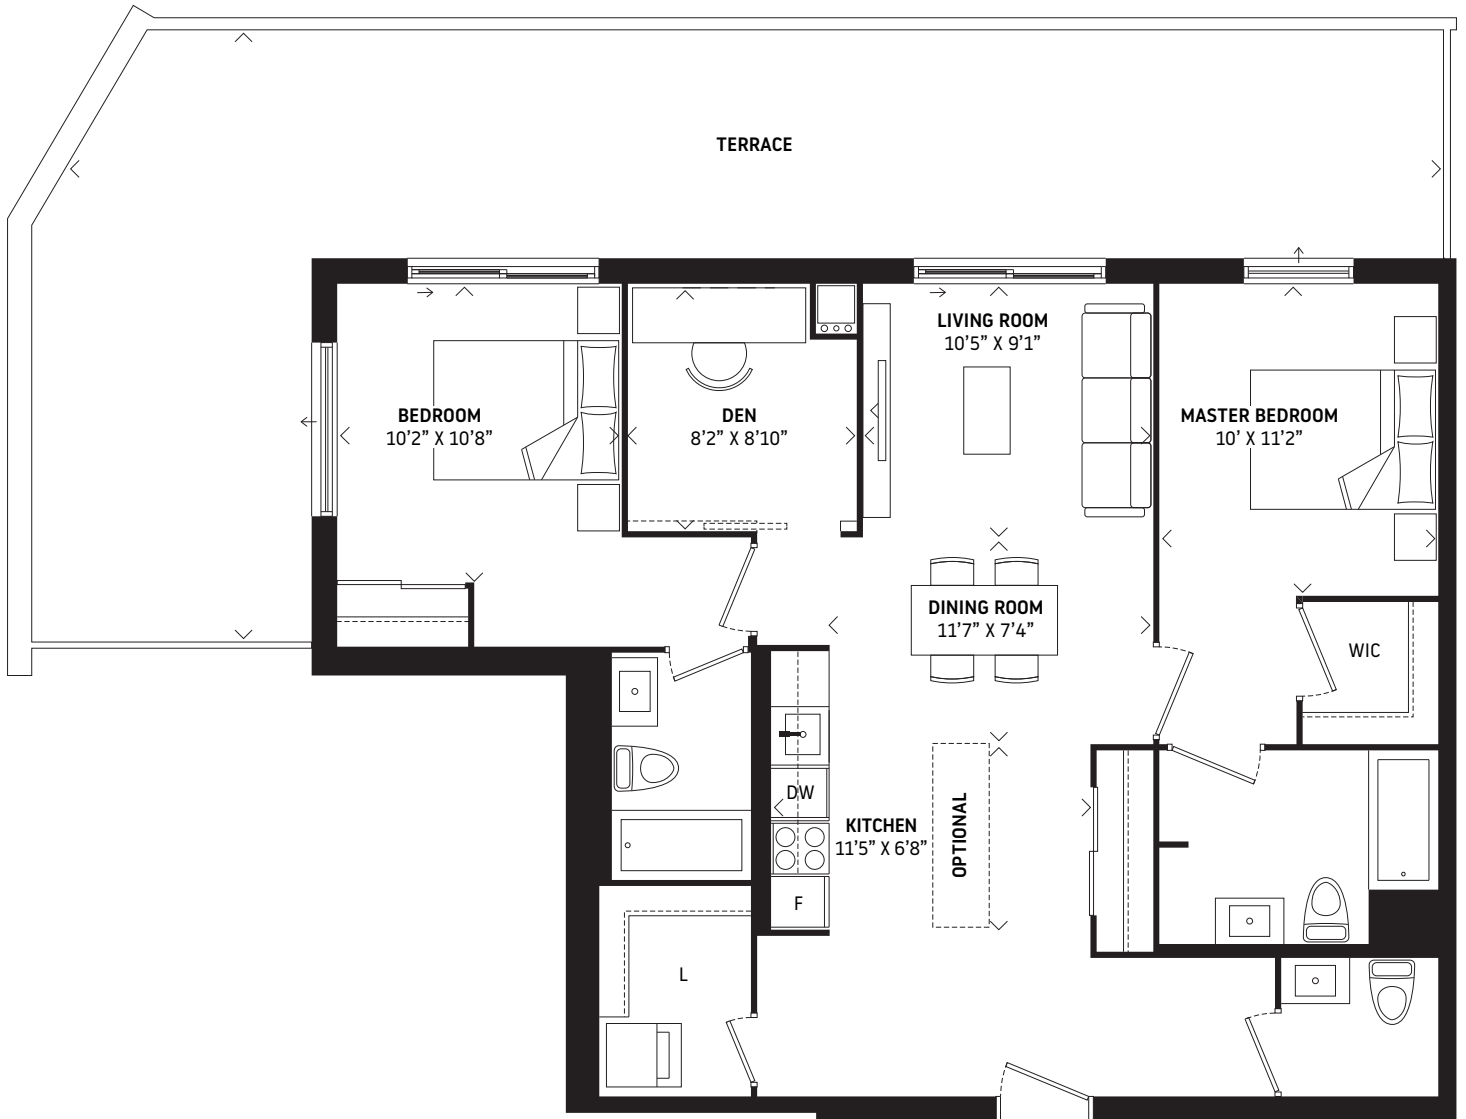 TERRACE
LIVING ROOM
10'5” X 9'1”
BEDROOM
10'2” X 10'8”
DEN
8'2” X 8'10”
MASTER BEDROOM
10' X 11'2”
DINING ROOM
11'7” X 7'4”
WIC
DW
KITCHEN
11'5” X 6'8”
OPTIONAL
F
L